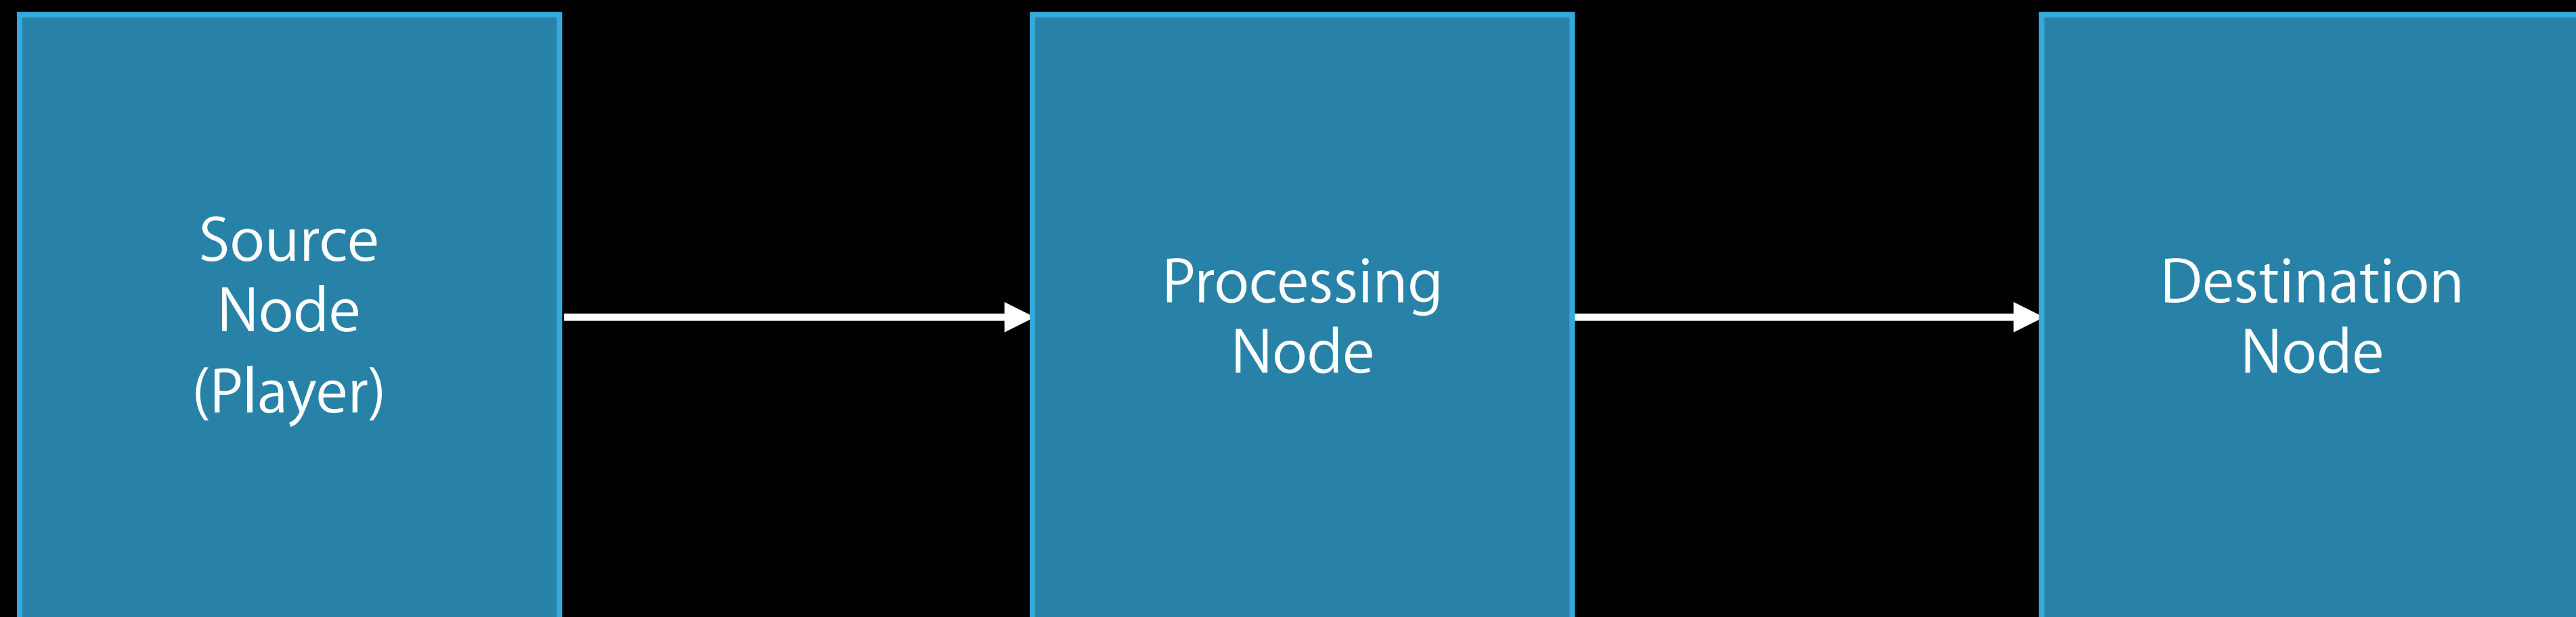 Source
Node
(Player)
Processing
Node
Destination
Node